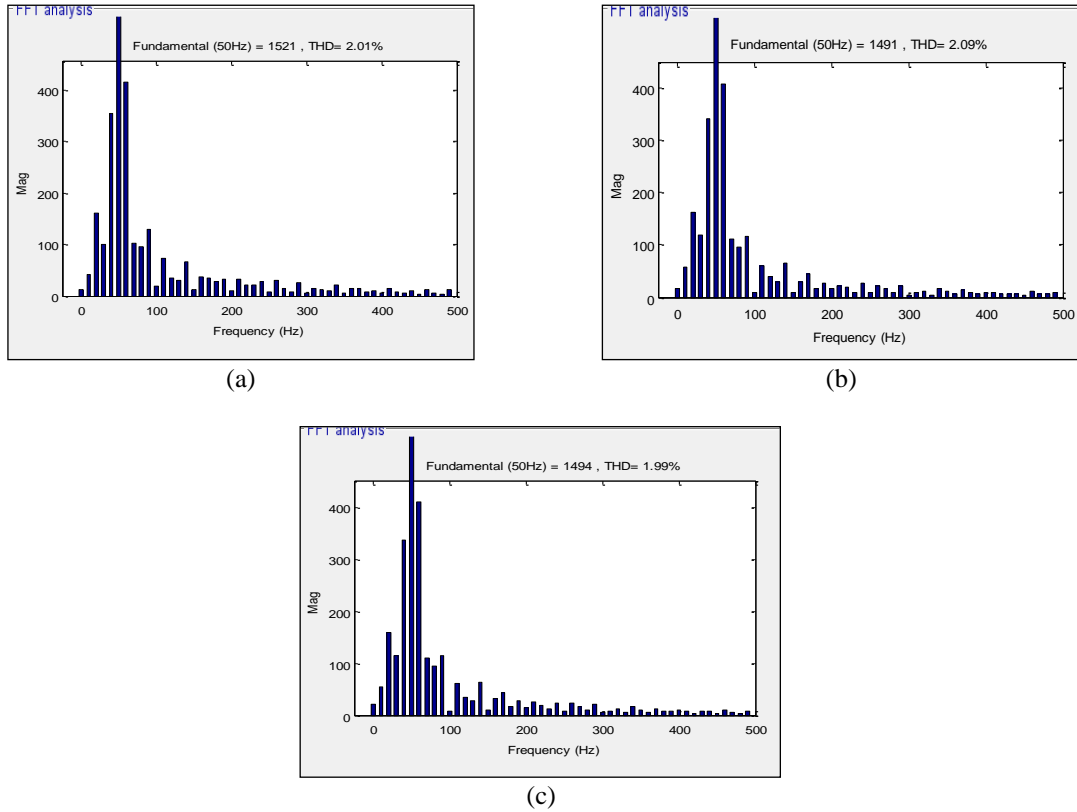 FFT analysis
Fundamental (50Hz) = 1521 , THD= 2.01%
400
300
200
100
0
Mag
0 100 200 300 400 500
Frequency (Hz)
(a)
FFT analysis
Fundamental (50Hz) = 1491 , THD= 2.09%
400
300
200
100
0
Mag
0 100 200 300 400 500
Frequency (Hz)
(b)
FFT analysis
Fundamental (50Hz) = 1494 , THD= 1.99%
400
300
200
100
0
Mag
0 100 200 300 400 500
Frequency (Hz)
(c)